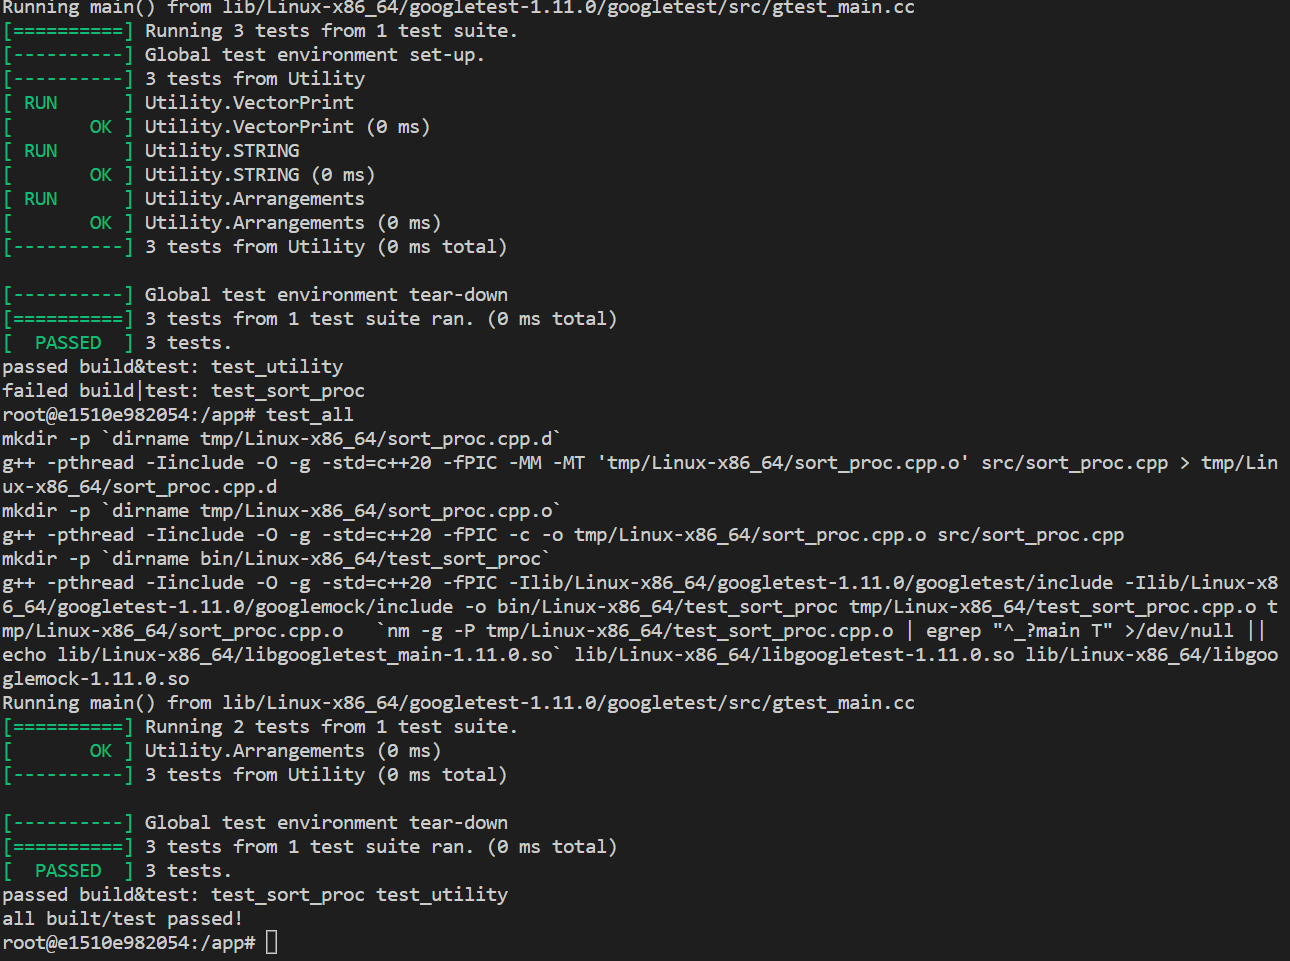 Running main() from lib/Linux-x86_64/googletest-1.11.0/googletest/src/gtest_main.cc
[==========] Running 3 tests from 1 test suite.
[----------] Global test environment set-up.
[----------] 3 tests from Utility
[ RUN      ] Utility.VectorPrint
[       OK ] Utility.VectorPrint (0 ms)
[ RUN      ] Utility.STRING
[       OK ] Utility.STRING (0 ms)
[ RUN      ] Utility.Arrangements
[       OK ] Utility.Arrangements (0 ms)
[----------] 3 tests from Utility (0 ms total)

[----------] Global test environment tear-down
[==========] 3 tests from 1 test suite ran. (0 ms total)
[  PASSED  ] 3 tests.
passed build&test: test_utility
failed build|test: test_sort_proc
root@e1510e982054:/app# test_all
mkdir -p `dirname tmp/Linux-x86_64/sort_proc.cpp.d`
g++ -pthread -Iinclude -O -g -std=c++20 -fPIC -MM -MT 'tmp/Linux-x86_64/sort_proc.cpp.o' src/sort_proc.cpp > tmp/Lin
ux-x86_64/sort_proc.cpp.d
mkdir -p `dirname tmp/Linux-x86_64/sort_proc.cpp.o`
g++ -pthread -Iinclude -O -g -std=c++20 -fPIC -c -o tmp/Linux-x86_64/sort_proc.cpp.o src/sort_proc.cpp
mkdir -p `dirname bin/Linux-x86_64/test_sort_proc`
g++ -pthread -Iinclude -O -g -std=c++20 -fPIC -Ilib/Linux-x86_64/googletest-1.11.0/googletest/include -Ilib/Linux-x8
6_64/googletest-1.11.0/googlemock/include -o bin/Linux-x86_64/test_sort_proc tmp/Linux-x86_64/test_sort_proc.cpp.o t
mp/Linux-x86_64/sort_proc.cpp.o   `nm -g -P tmp/Linux-x86_64/test_sort_proc.cpp.o | egrep "^_?main T" >/dev/null ||
echo lib/Linux-x86_64/libgoogletest_main-1.11.0.so` lib/Linux-x86_64/libgoogletest-1.11.0.so lib/Linux-x86_64/libgoo
glemock-1.11.0.so
Running main() from lib/Linux-x86_64/googletest-1.11.0/googletest/src/gtest_main.cc
[==========] Running 2 tests from 1 test suite.
[       OK ] Utility.Arrangements (0 ms)
[----------] 3 tests from Utility (0 ms total)

[----------] Global test environment tear-down
[==========] 3 tests from 1 test suite ran. (0 ms total)
[  PASSED  ] 3 tests.
passed build&test: test_sort_proc test_utility
all built/test passed!
root@e1510e982054:/app#